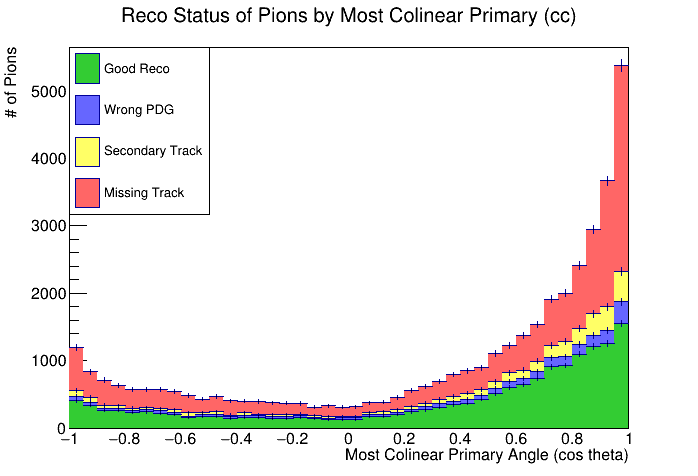 Reco Status of Pions by Most Colinear Primary (cc)
# of Pions
Good Reco
Wrong PDG
Secondary Track
Missing Track
5000
4000
3000
2000
1000
0
−1 −0.8 −0.6 −0.4 −0.2 0 0.2 0.4 0.6 0.8 1
Most Colinear Primary Angle (cos theta)